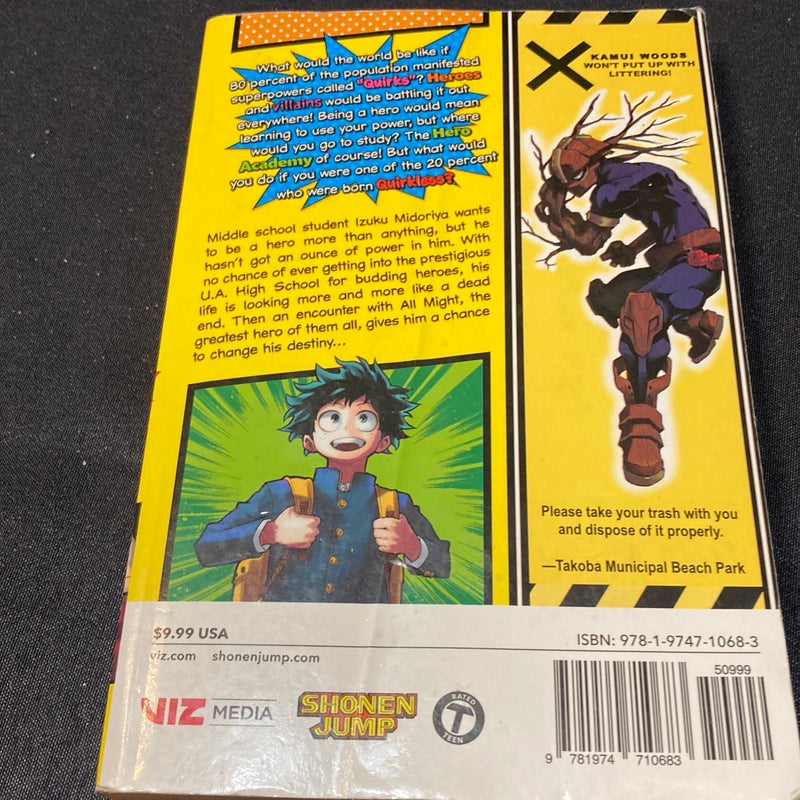 What would the world be like if
80 percent of the population manifested
superpowers called "Quirks"? Heroes
and villains would be battling it out
everywhere! Being a hero would mean
learning to use your power, but where
would you go to study? The Hero
Academy of course! But what would
you do if you were one of the 20 percent
who were born Quirkless?
Middle school student Izuku Midoriya wants
to be a hero more than anything, but he
hasn't got an ounce of power in him. With
no chance of ever getting into the prestigious
U.A. High School for budding heroes, his
life is looking more and more like a dead
end. Then an encounter with All Might, the
greatest hero of them all, gives him a chance
to change his destiny...
KAMUI WOODS
WON'T PUT UP WITH
LITTERING!
Please take your trash with you
and dispose of it properly.
—Takoba Municipal Beach Park
$9.99 USA
viz.com shonenjump.com
ISBN: 978-1-9747-1068-3
VIZ MEDIA
SHONEN
JUMP
RATED
T
TEEN
50999
9 781974 710683